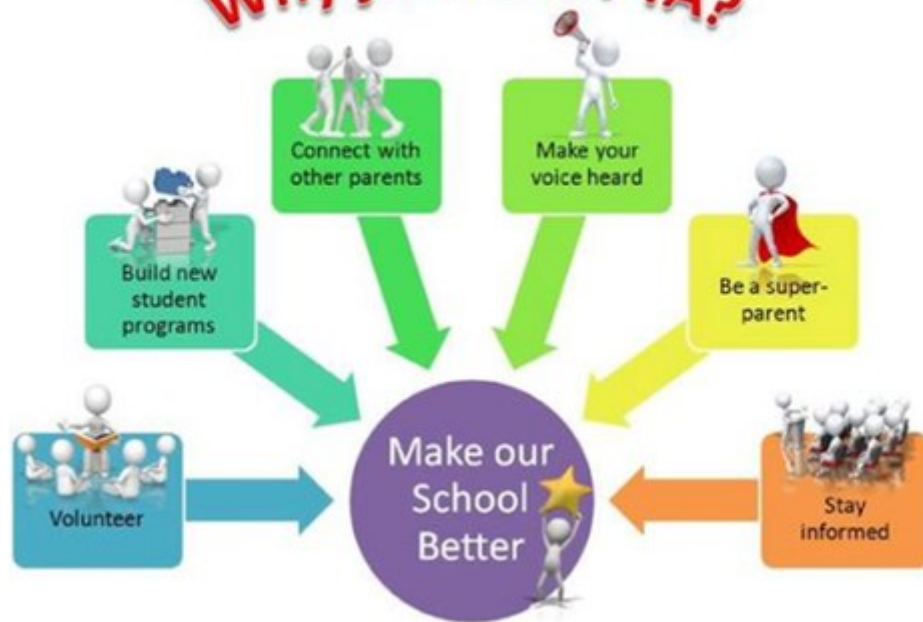 Connect with
other parents
Make your
voice heard
Build new
student
programs
Be a super-
parent
Volunteer
Make our
School
Better
Stay
informed